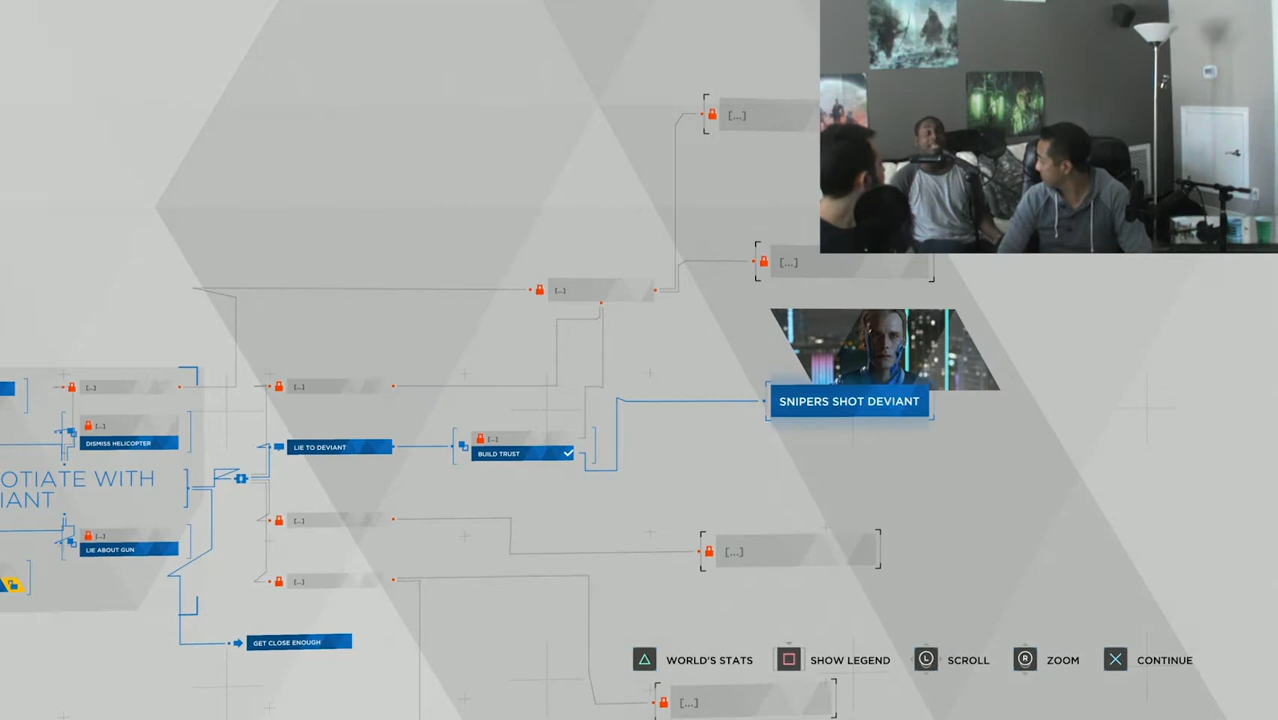 [...]
[...]
[...]
SNIPERS SHOT DEVIANT
[...]
[...]
[...]
DISMISS HELICOPTER
LIE TO DEVIANT
[...]
BUILD TRUST
OTIATE WITH
IANT
[...]
[...]
LIE ABOUT GUN
[...]
[...]
GET CLOSE ENOUGH
WORLD'S STATS
SHOW LEGEND
L
SCROLL
R
ZOOM
CONTINUE
[...]